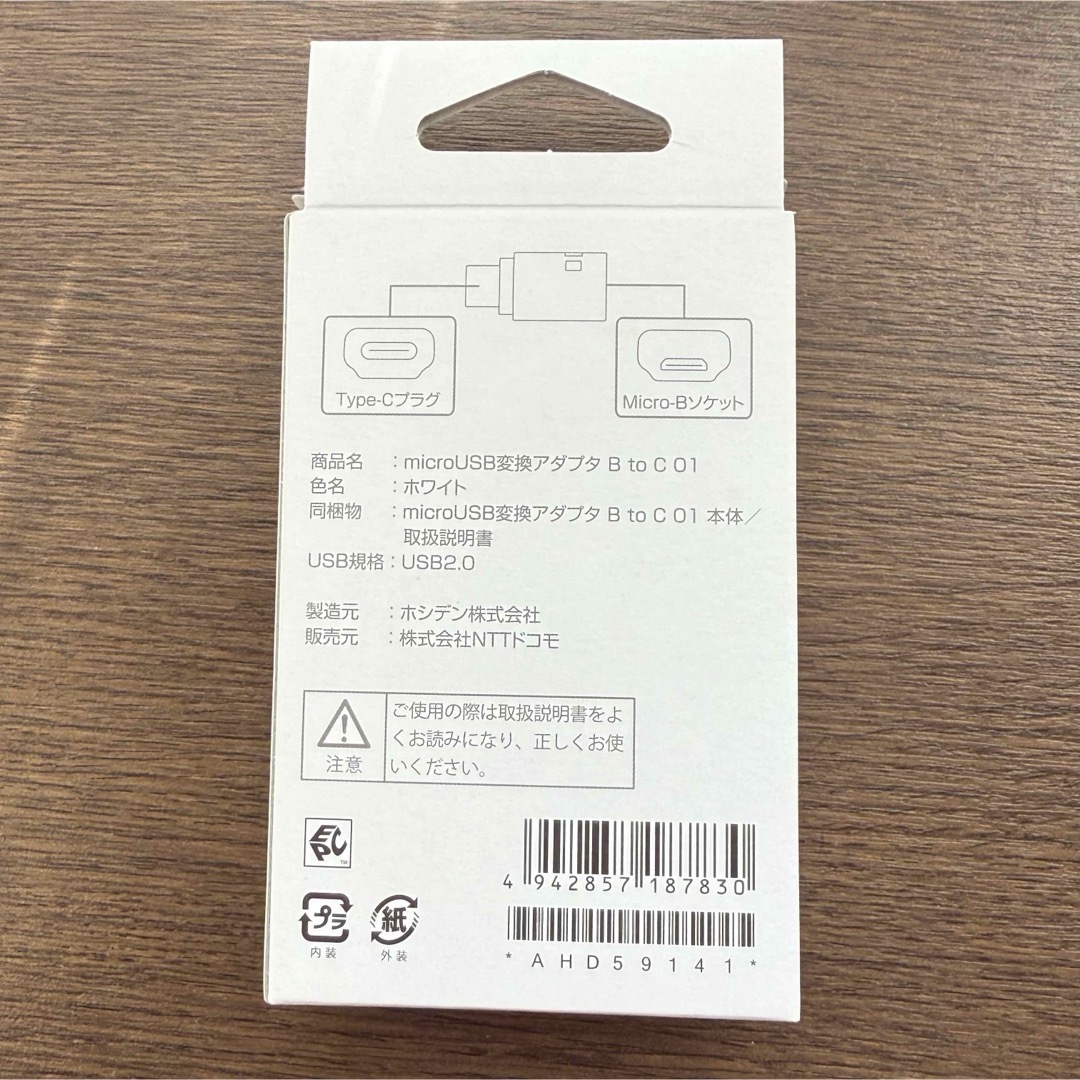 Type-Cプラグ
Micro-Bソケット
商品名 ：microUSB変換アダプタ B to C 01
色名 ：ホワイト
同梱物 ：microUSB変換アダプタ B to C 01 本体／
取扱説明書
USB規格：USB2.0
製造元 ：ホシデン株式会社
販売元 ：株式会社NTTドコモ
注意
ご使用の際は取扱説明書をよ
くお読みになり、正しくお使
いください。
EPC™
4 942857 187830
プラ
内装
紙
外装
*AHD59141*